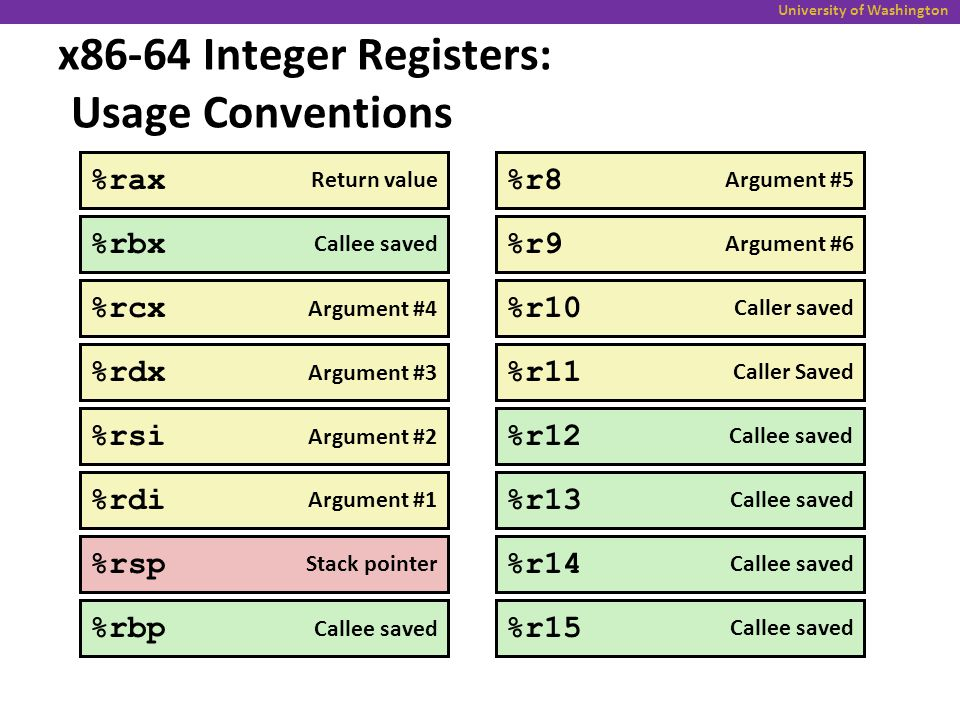 University of Washington
x86-64 Integer Registers:
Usage Conventions
%rax Return value
%rbx Callee saved
%rcx Argument #4
%rdx Argument #3
%rsi Argument #2
%rdi Argument #1
%rsp Stack pointer
%rbp Callee saved
%r8 Argument #5
%r9 Argument #6
%r10 Caller saved
%r11 Caller Saved
%r12 Callee saved
%r13 Callee saved
%r14 Callee saved
%r15 Callee saved